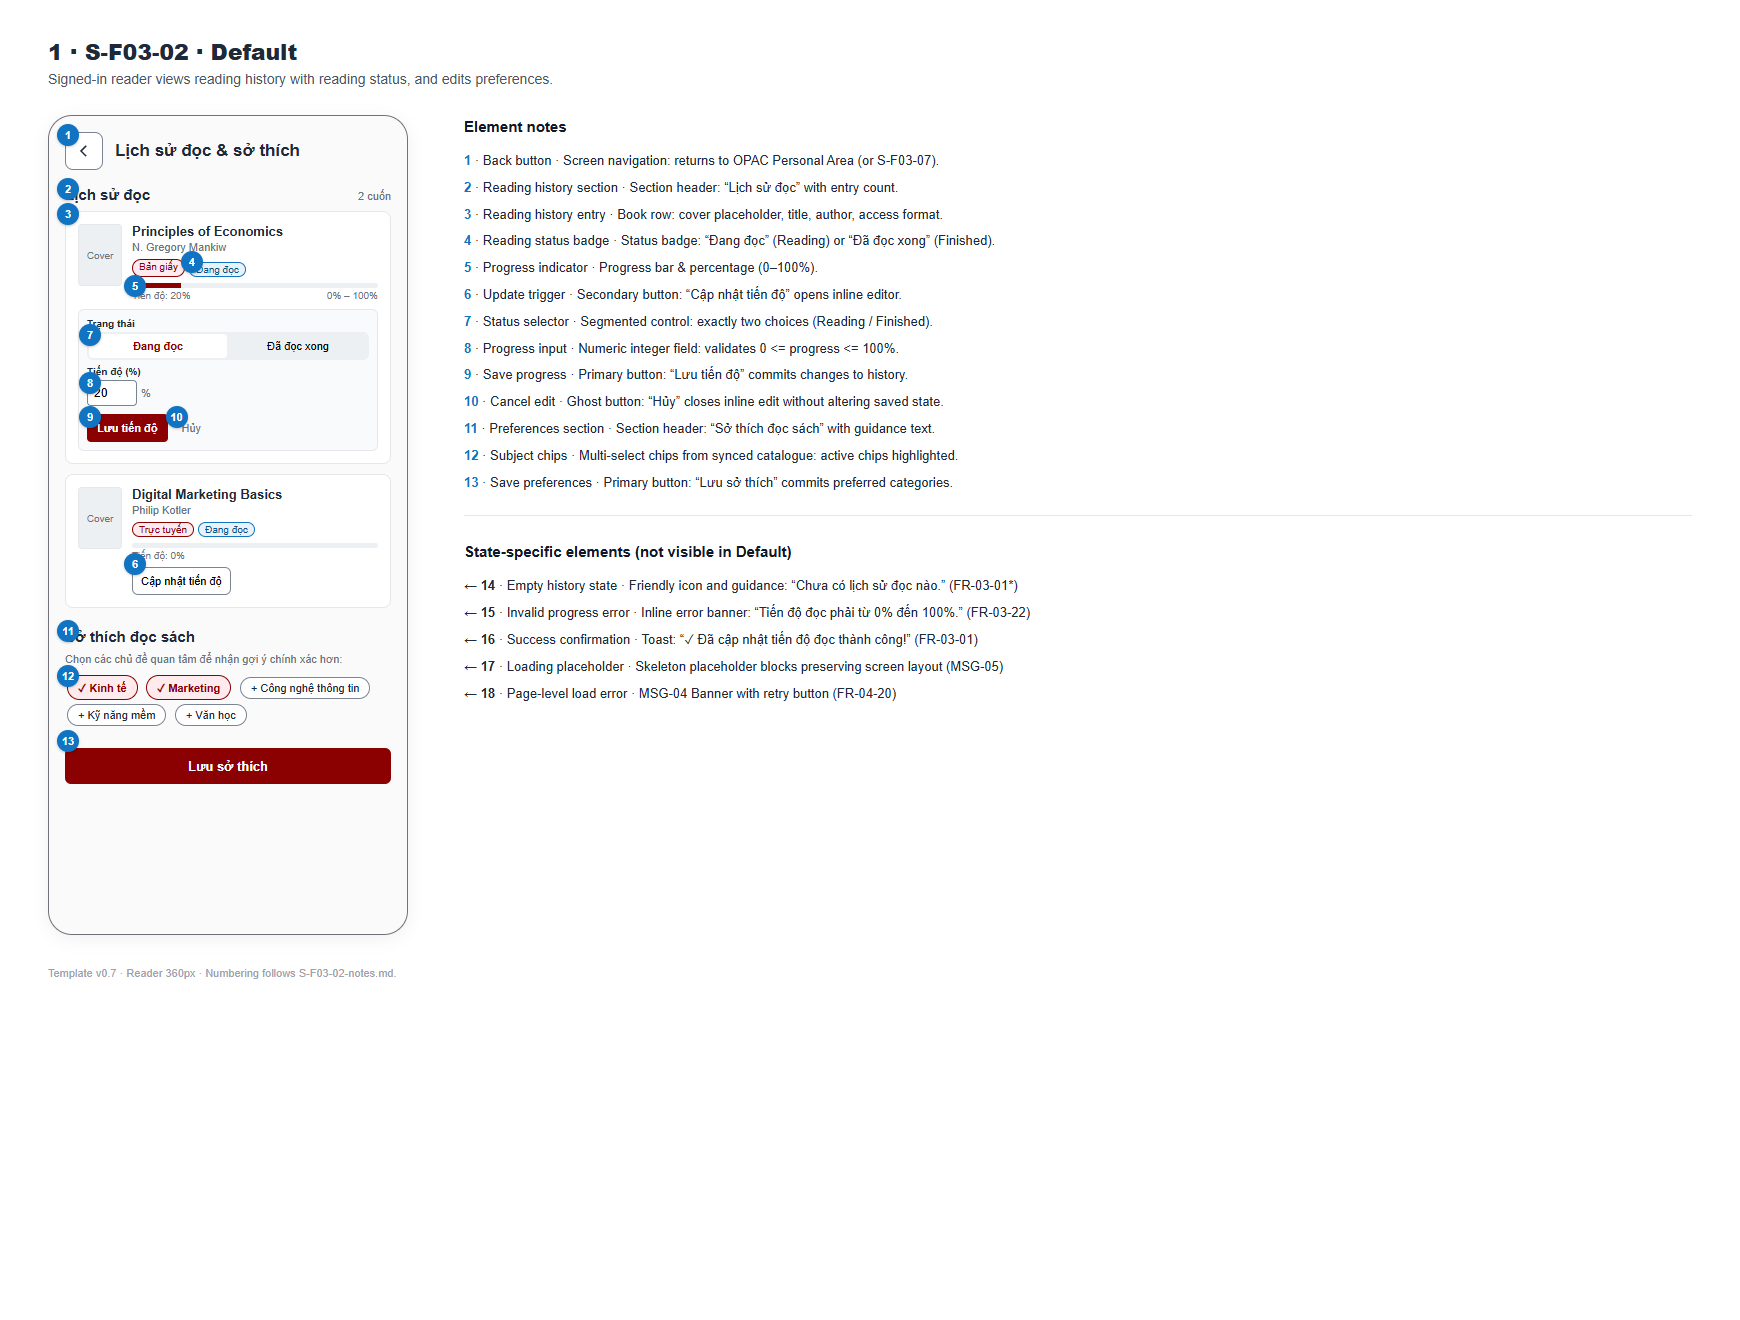 1 · S-F03-02 · Default
Signed-in reader views reading history with reading status, and edits preferences.
1
Lịch sử đọc & sở thích
2
ịch sử đọc
2 cuốn
3
Cover
Principles of Economics
N. Gregory Mankiw
Bản giấy
4
Đang đọc
5
Tiến độ: 20%
0% – 100%
Trạng thái
7
Đang đọc
Đã đọc xong
Tiến độ (%)
8
20
%
9
Lưu tiến độ
10
Hủy
Cover
Digital Marketing Basics
Philip Kotler
Trực tuyến
Đang đọc
Tiến độ: 0%
6
Cập nhật tiến độ
11
ở thích đọc sách
Chọn các chủ đề quan tâm để nhận gợi ý chính xác hơn:
12
✓ Kinh tế
✓ Marketing
+ Công nghệ thông tin
+ Kỹ năng mềm
+ Văn học
13
Lưu sở thích
Template v0.7 · Reader 360px · Numbering follows S-F03-02-notes.md.
Element notes
1 · Back button · Screen navigation: returns to OPAC Personal Area (or S-F03-07).
2 · Reading history section · Section header: “Lịch sử đọc” with entry count.
3 · Reading history entry · Book row: cover placeholder, title, author, access format.
4 · Reading status badge · Status badge: “Đang đọc” (Reading) or “Đã đọc xong” (Finished).
5 · Progress indicator · Progress bar & percentage (0–100%).
6 · Update trigger · Secondary button: “Cập nhật tiến độ” opens inline editor.
7 · Status selector · Segmented control: exactly two choices (Reading / Finished).
8 · Progress input · Numeric integer field: validates 0 <= progress <= 100%.
9 · Save progress · Primary button: “Lưu tiến độ” commits changes to history.
10 · Cancel edit · Ghost button: “Hủy” closes inline edit without altering saved state.
11 · Preferences section · Section header: “Sở thích đọc sách” with guidance text.
12 · Subject chips · Multi-select chips from synced catalogue: active chips highlighted.
13 · Save preferences · Primary button: “Lưu sở thích” commits preferred categories.
State-specific elements (not visible in Default)
← 14 · Empty history state · Friendly icon and guidance: “Chưa có lịch sử đọc nào.” (FR-03-01*)
← 15 · Invalid progress error · Inline error banner: “Tiến độ đọc phải từ 0% đến 100%.” (FR-03-22)
← 16 · Success confirmation · Toast: “✓ Đã cập nhật tiến độ đọc thành công!” (FR-03-01)
← 17 · Loading placeholder · Skeleton placeholder blocks preserving screen layout (MSG-05)
← 18 · Page-level load error · MSG-04 Banner with retry button (FR-04-20)